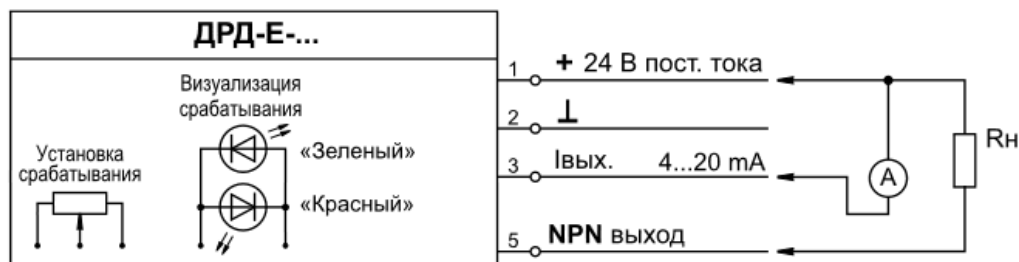 ДРД-Е-...
Визуализация
срабатывания
«Зеленый»
«Красный»
Установка
срабатывания
1 + 24 В пост. тока
2 ⊥
3 Iвых. 4...20 mA
5 NPN выход
A
Rн